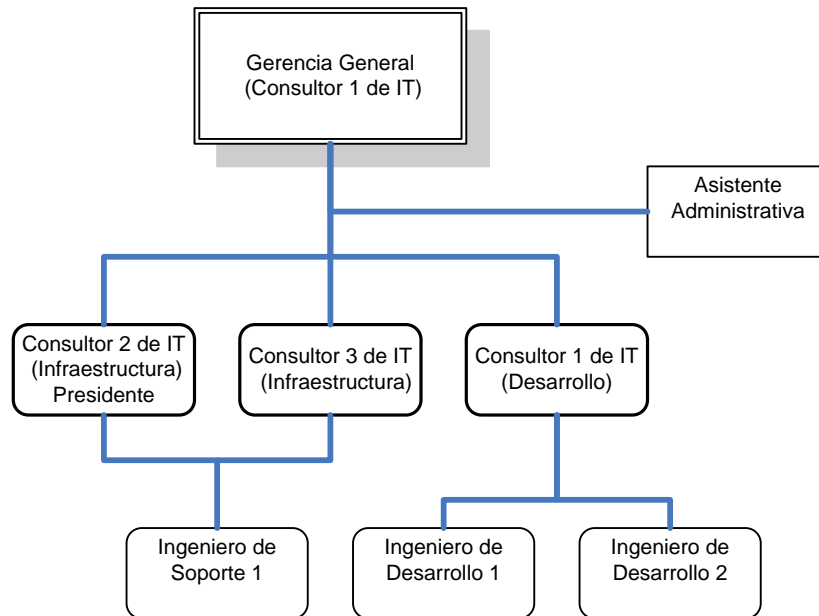 Gerencia General
(Consultor 1 de IT)
Asistente
Administrativa
Consultor 2 de IT
(Infraestructura)
Presidente
Consultor 3 de IT
(Infraestructura)
Consultor 1 de IT
(Desarrollo)
Ingeniero de
Soporte 1
Ingeniero de
Desarrollo 1
Ingeniero de
Desarrollo 2